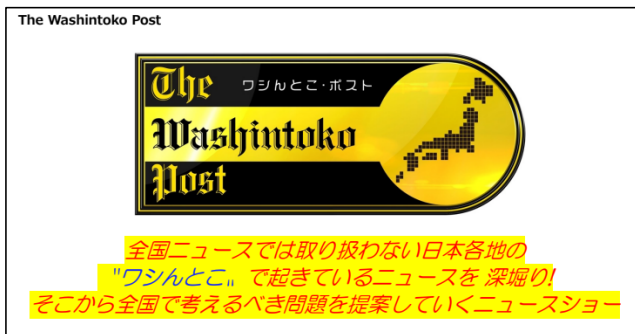 The Washintoko Post
The
ワシんとこ・ポスト
Washintoko
Post
全国ニュースでは取り扱わない日本各地の
"ワシんとこ〟で起きているニュースを 深堀り!
そこから全国で考えるべき問題を提案していくニュースショー